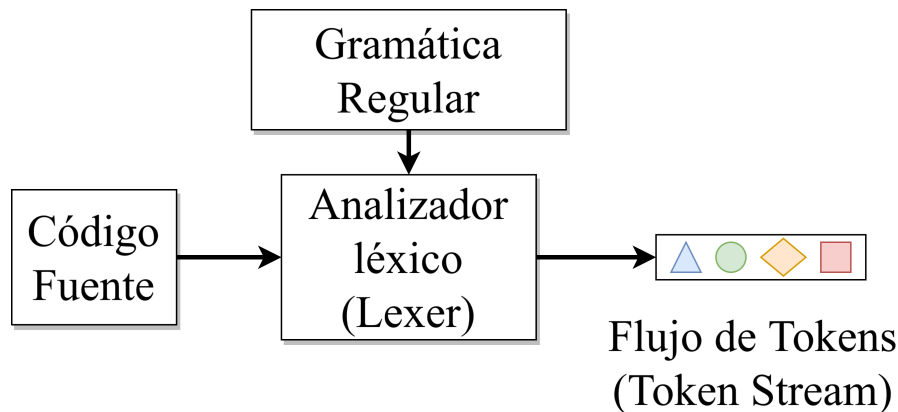 Gramática
Regular
Código
Fuente
Analizador
léxico
(Lexer)
Flujo de Tokens
(Token Stream)